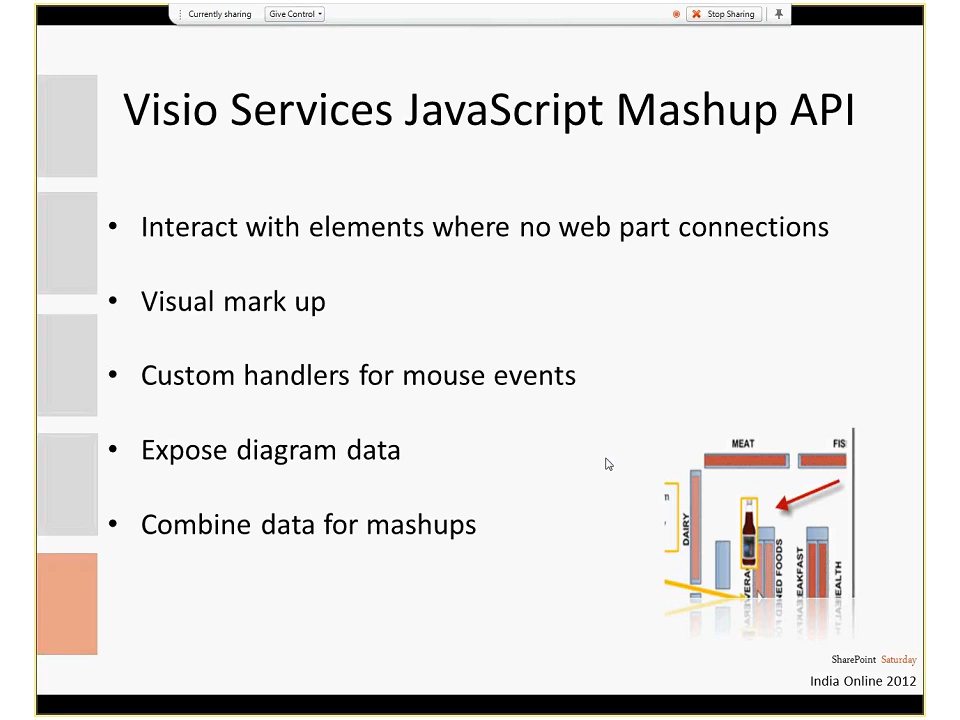 Currently sharing
Give Control
Stop Sharing
Visio Services JavaScript Mashup API
• Interact with elements where no web part connections
• Visual mark up
• Custom handlers for mouse events
• Expose diagram data
• Combine data for mashups
MEAT
FIS
DAIRY
SharePoint Saturday
India Online 2012